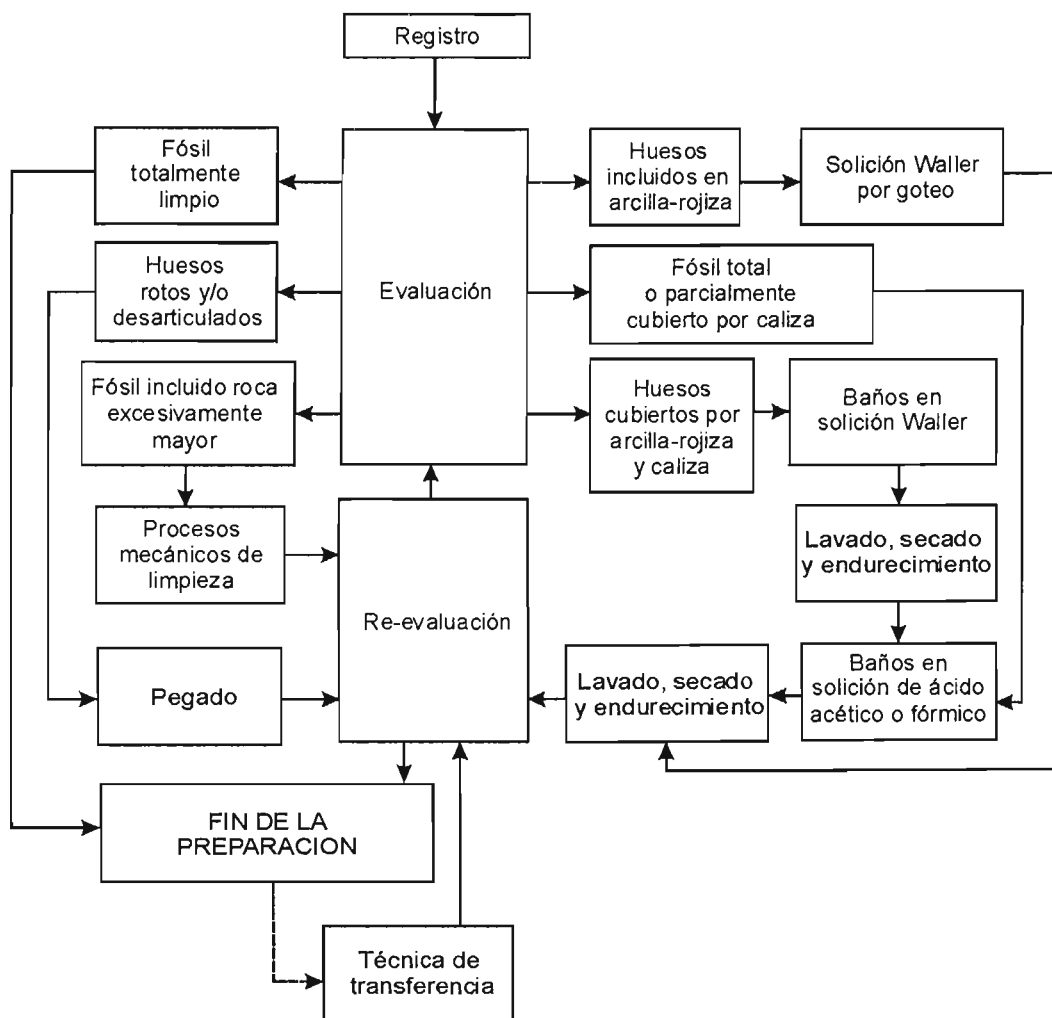 Registro
Fósil
totalmente
limpio
Huesos
rotos y/o
desarticulados
Fósil incluido roca
excesivamente
mayor
Procesos
mecánicos de
limpieza
Pegado
Evaluación
Re-evaluación
Huesos
incluidos en
arcilla-rojiza
Solición Waller
por goteo
Fósil total
o parcialmente
cubierto por caliza
Huesos
cubiertos por
arcilla-rojiza
y caliza
Baños en
solición Waller
Lavado, secado
y endurecimiento
Baños en
solición de ácido
acético o fórmico
Lavado, secado
y endurecimiento
FIN DE LA
PREPARACION
Técnica de
transferencia